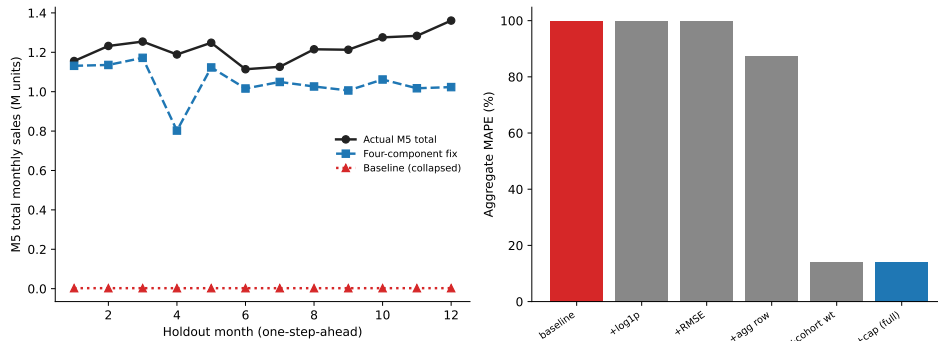 1.4
1.2
1.0
0.8
0.6
0.4
0.2
0.0
M5 total monthly sales (M units)
2
4
6
8
10
12
Holdout month (one-step-ahead)
Actual M5 total
Four-component fix
Baseline (collapsed)
100
80
60
40
20
0
Aggregate MAPE (%)
baseline
+log1p
+RMSE
+agg row
cohort wt
+cap (full)